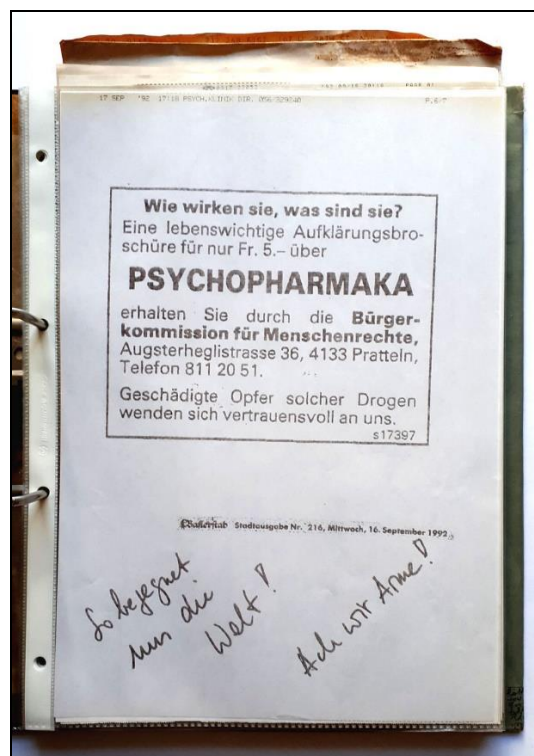 17 SEP '92 17:18 PSYCH.KLINIK DIR. 056/329240 P.6/7
Wie wirken sie, was sind sie?
Eine lebenswichtige Aufklärungsbro-
schüre für nur Fr. 5.– über
PSYCHOPHARMAKA
erhalten Sie durch die Bürger-
kommission für Menschenrechte,
Augsterheglistrasse 36, 4133 Pratteln,
Telefon 811 20 51.
Geschädigte Opfer solcher Drogen
wenden sich vertrauensvoll an uns.
s17397
Baslerstab Stadtausgabe Nr. 216, Mittwoch, 16. September 1992
So begegnet
uns die
Welt!
Ach wir Arme!